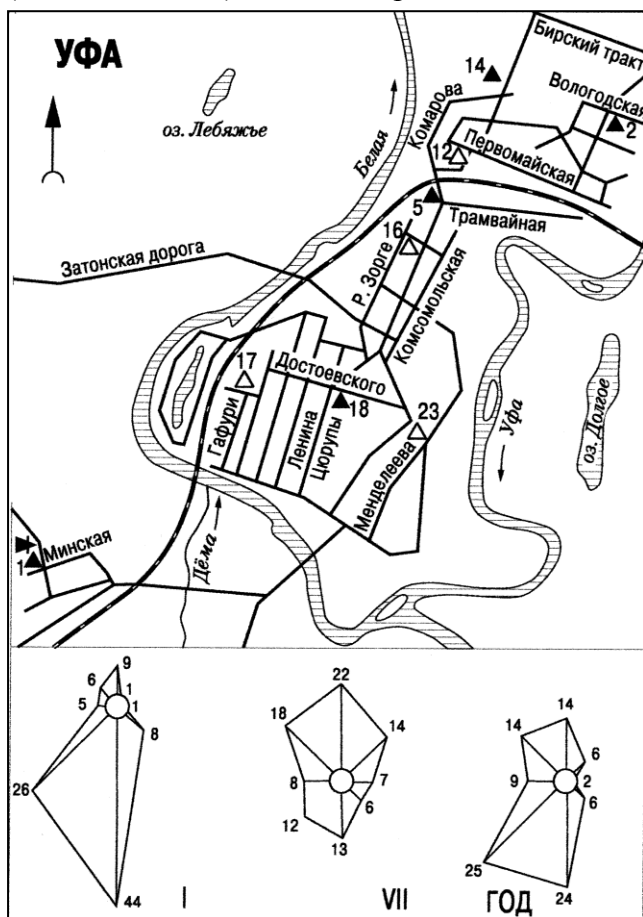 УФА
оз. Лебяжье
Белая
14
Бирский тракт
Вологодская
2
Комарова
12
Первомайская
5
Трамвайная
16
Р. Зорге
Затонская дорога
Комсомольская
17
Достоевского
18
23
Гафури
Ленина
Цюрупы
Менделеева
Уфа
оз. Долгое
Минская
1
Дёма
9
6
1
5
1
8
26
44
I
22
18
14
8
7
6
12
13
VII
14
14
6
9
2
6
25
24
ГОД